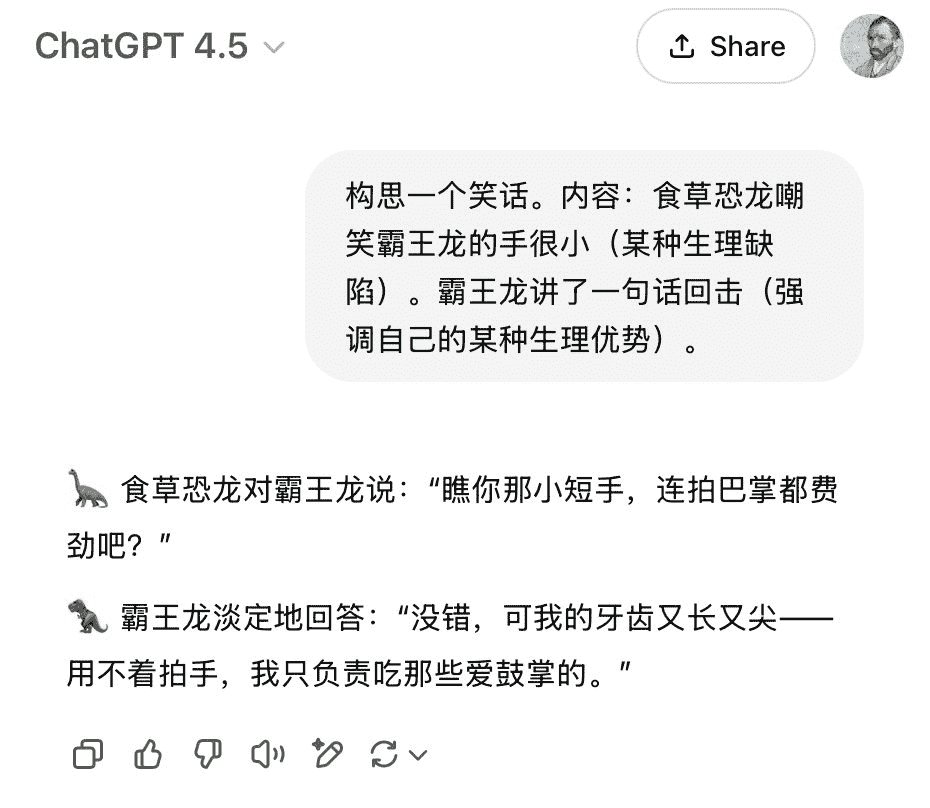 ChatGPT 4.5
Share
构思一个笑话。内容：食草恐龙嘲
笑霸王龙的手很小（某种生理缺
陷）。霸王龙讲了一句话回击（强
调自己的某种生理优势）。
食草恐龙对霸王龙说：“瞧你那小短手，连拍巴掌都费
劲吧？”
霸王龙淡定地回答：“没错，可我的牙齿又长又尖——
用不着拍手，我只负责吃那些爱鼓掌的。”